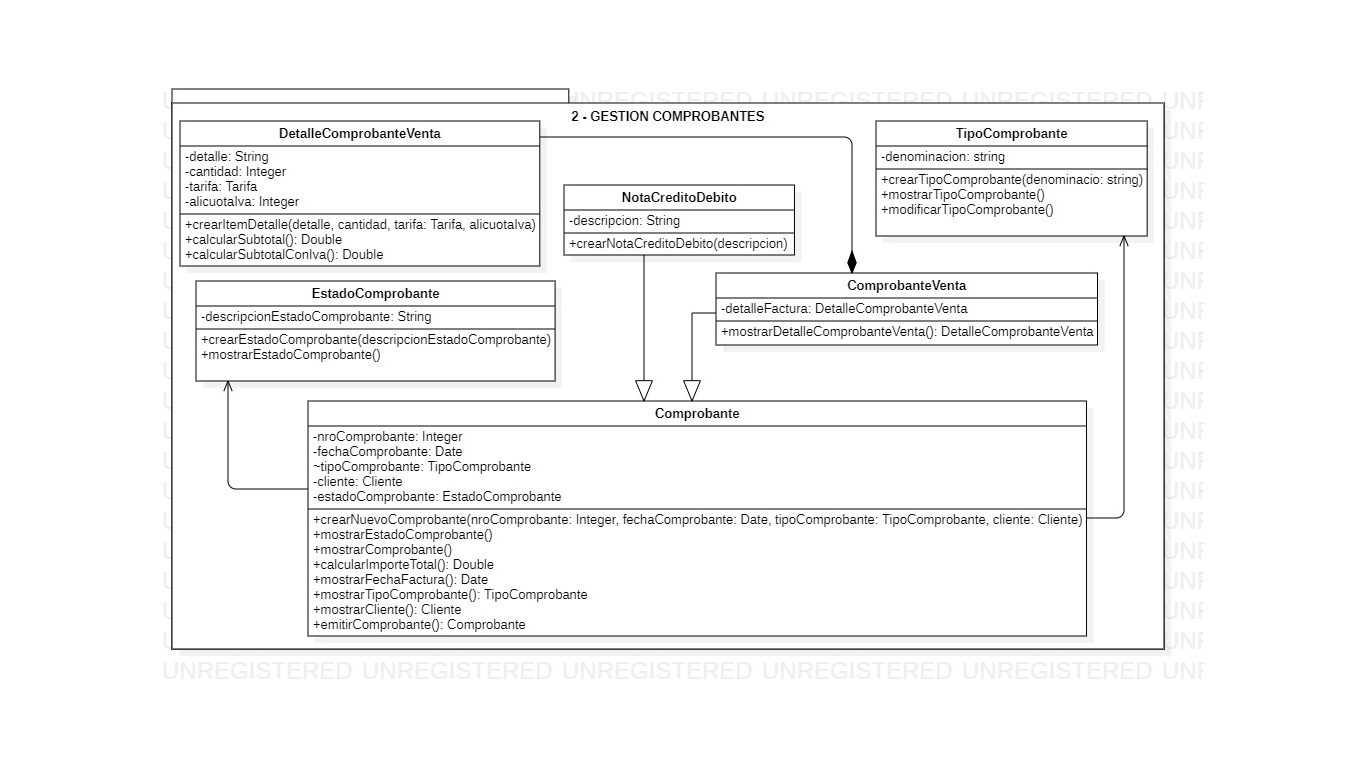 2 - GESTION COMPROBANTES
DetalleComprobanteVenta
-detalle: String
-cantidad: Integer
-tarifa: Tarifa
-alicuotaIva: Integer
+crearItemDetalle(detalle, cantidad, tarifa: Tarifa, alicuotaIva)
+calcularSubtotal(): Double
+calcularSubtotalConIva(): Double
NotaCreditoDebito
-descripcion: String
+crearNotaCreditoDebito(descripcion)
TipoComprobante
-denominacion: string
+crearTipoComprobante(denominacio: string)
+mostrarTipoComprobante()
+modificarTipoComprobante()
EstadoComprobante
-descripcionEstadoComprobante: String
+crearEstadoComprobante(descripcionEstadoComprobante)
+mostrarEstadoComprobante()
ComprobanteVenta
-detalleFactura: DetalleComprobanteVenta
+mostrarDetalleComprobanteVenta(): DetalleComprobanteVenta
Comprobante
-nroComprobante: Integer
-fechaComprobante: Date
~tipoComprobante: TipoComprobante
-cliente: Cliente
-estadoComprobante: EstadoComprobante
+crearNuevoComprobante(nroComprobante: Integer, fechaComprobante: Date, tipoComprobante: TipoComprobante, cliente: Cliente)
+mostrarEstadoComprobante()
+mostrarComprobante()
+calcularImporteTotal(): Double
+mostrarFechaFactura(): Date
+mostrarTipoComprobante(): TipoComprobante
+mostrarCliente(): Cliente
+emitirComprobante(): Comprobante
UNREGISTERED UNREGISTERED UNREGISTERED UNREGISTERED UNREGISTERED